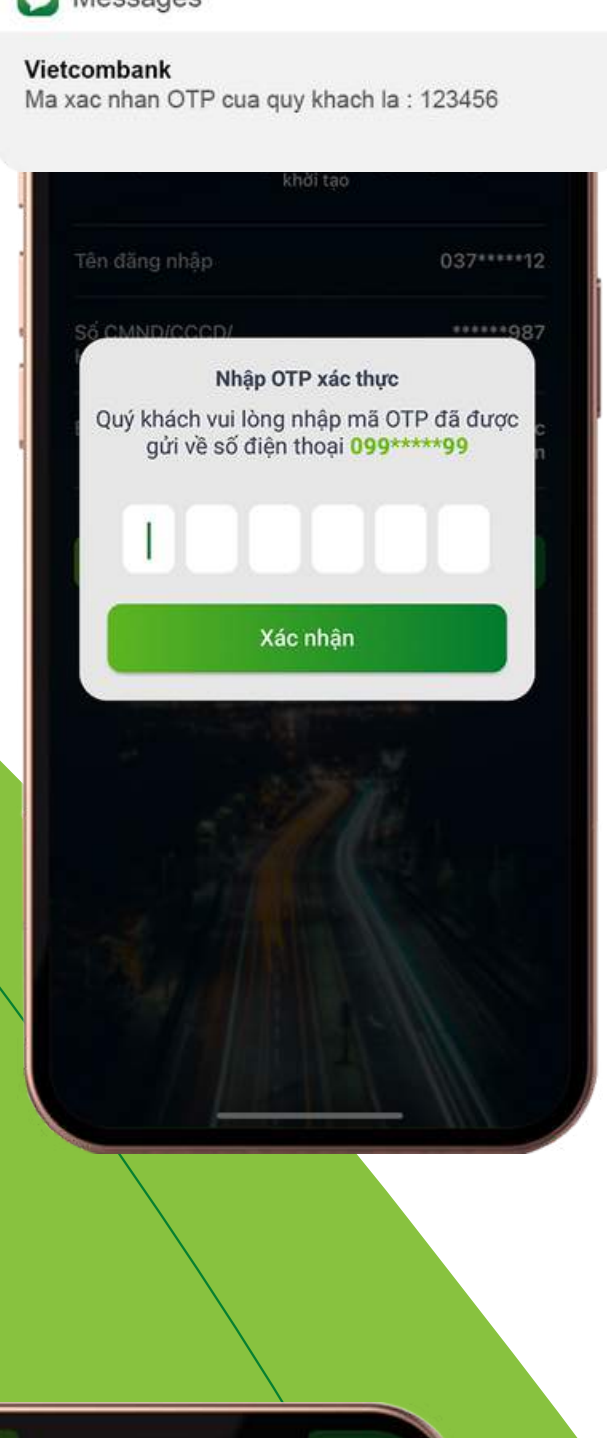 Messages
Vietcombank
Ma xac nhan OTP cua quy khach la : 123456
khởi tạo
Tên đăng nhập 037*****12
Số CMND/CCCD/ ******987
Nhập OTP xác thực
Quý khách vui lòng nhập mã OTP đã được
gửi về số điện thoại 099*****99
Xác nhận